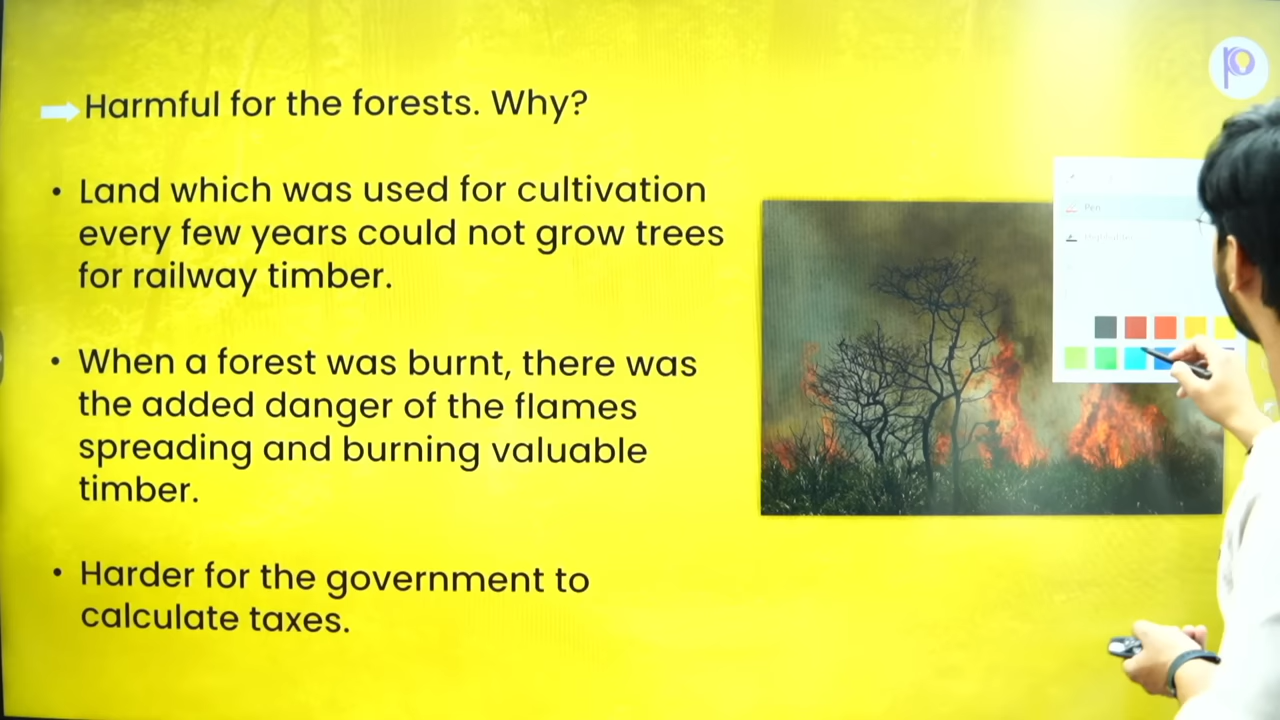 Harmful for the forests. Why?
• Land which was used for cultivation
every few years could not grow trees
for railway timber.
• When a forest was burnt, there was
the added danger of the flames
spreading and burning valuable
timber.
• Harder for the government to
calculate taxes.
Pen